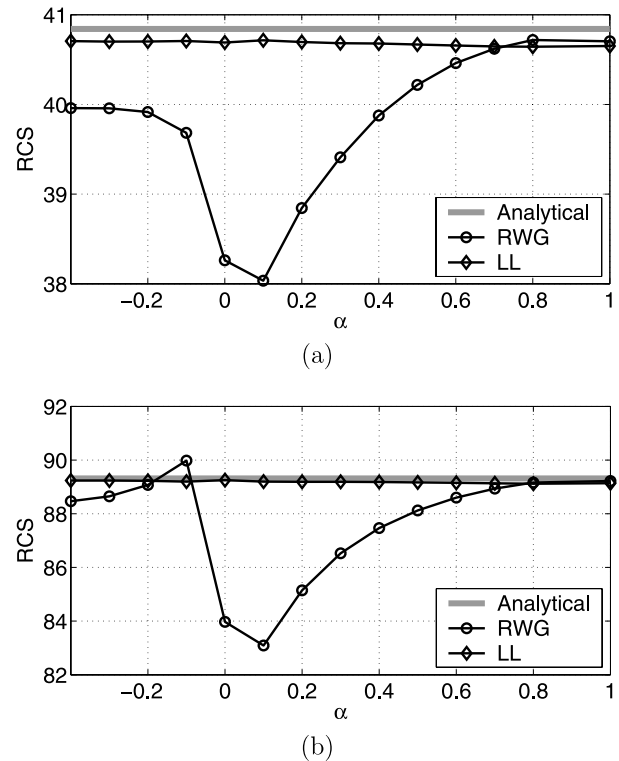 41
40
39
38
RCS
−0.2 0 0.2 0.4 0.6 0.8 1
α
Analytical
RWG
LL
(a)
92
90
88
86
84
82
RCS
−0.2 0 0.2 0.4 0.6 0.8 1
α
Analytical
RWG
LL
(b)